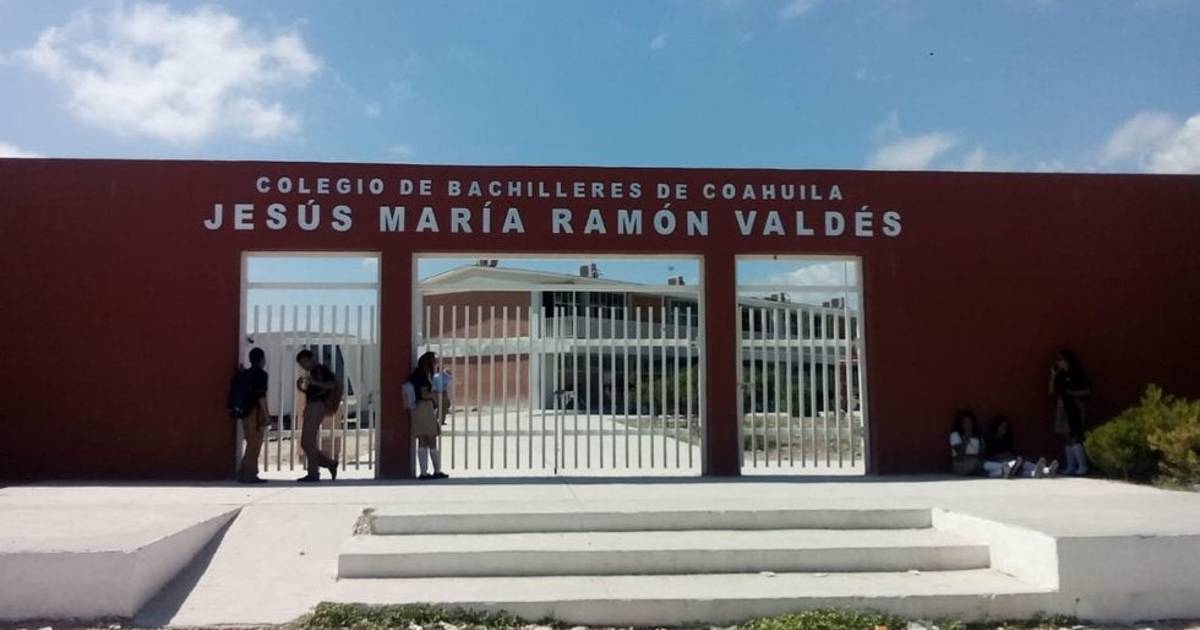 COLEGIO DE BACHILLERES DE COAHUILA
JESÚS MARÍA RAMÓN VALDÉS